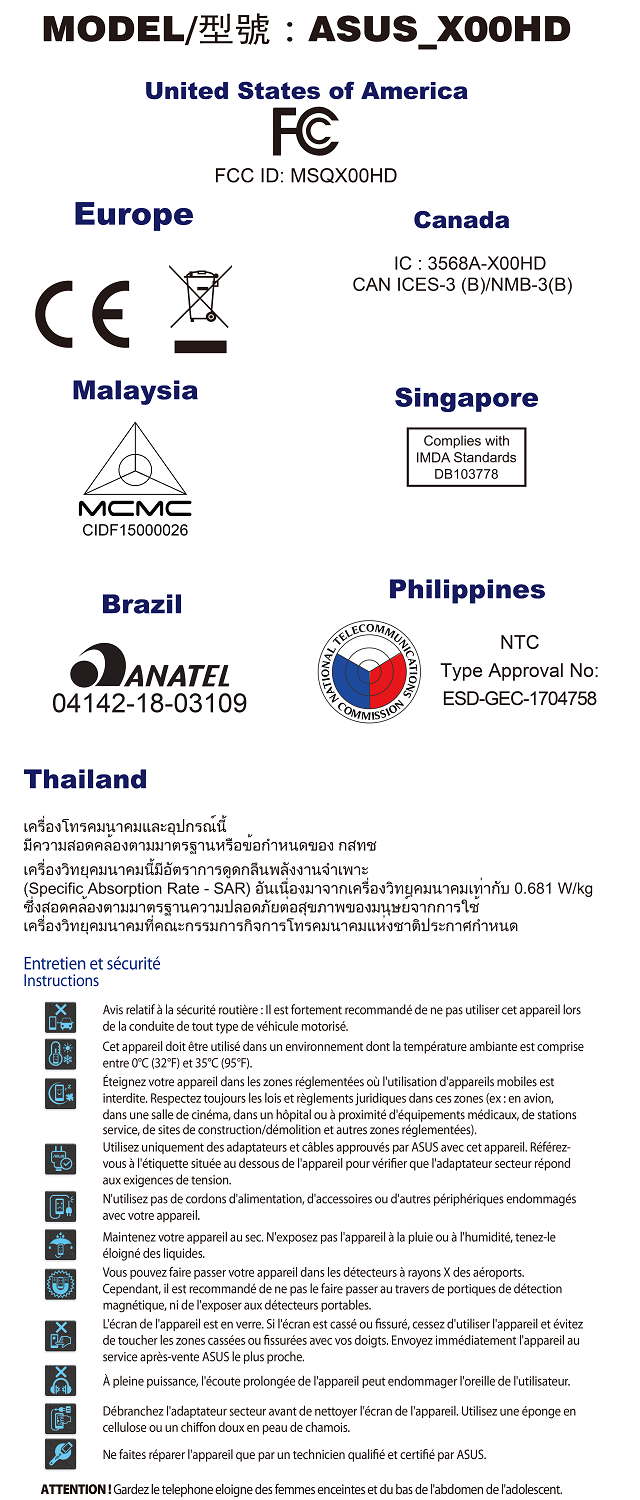 MODEL/型號 : ASUS_X00HD
United States of America
FC
FCC ID: MSQX00HD
Europe
CE
Canada
IC : 3568A-X00HD
CAN ICES-3 (B)/NMB-3(B)
Malaysia
MCMC
CIDF15000026
Singapore
Complies with
IMDA Standards
DB103778
Brazil
ANATEL
04142-18-03109
Philippines
NATIONAL TELECOMMUNICATIONS COMMISSION
NTC
Type Approval No:
ESD-GEC-1704758
Thailand
เครื่องโทรคมนาคมและอุปกรณ์นี้
มีความสอดคล้องตามมาตรฐานหรือข้อกำหนดของ กสทช
เครื่องวิทยุคมนาคมนี้มีอัตราการดูดกลืนพลังงานจำเพาะ
(Specific Absorption Rate - SAR) อันเนื่องมาจากเครื่องวิทยุคมนาคมเท่ากับ 0.681 W/kg
ซึ่งสอดคล้องตามมาตรฐานความปลอดภัยต่อสุขภาพของมนุษย์จากการใช้
เครื่องวิทยุคมนาคมที่คณะกรรมการกิจการโทรคมนาคมแห่งชาติประกาศกำหนด
Entretien et sécurité
Instructions
Avis relatif à la sécurité routière : Il est fortement recommandé de ne pas utiliser cet appareil lors
de la conduite de tout type de véhicule motorisé.
Cet appareil doit être utilisé dans un environnement dont la température ambiante est comprise
entre 0°C (32°F) et 35°C (95°F).
Éteignez votre appareil dans les zones réglementées où l'utilisation d'appareils mobiles est
interdite. Respectez toujours les lois et règlements juridiques dans ces zones (ex : en avion,
dans une salle de cinéma, dans un hôpital ou à proximité d'équipements médicaux, de stations
service, de sites de construction/démolition et autres zones réglementées).
Utilisez uniquement des adaptateurs et câbles approuvés par ASUS avec cet appareil. Référez-
vous à l'étiquette située au dessous de l'appareil pour vérifier que l'adaptateur secteur répond
aux exigences de tension.
N'utilisez pas de cordons d'alimentation, d'accessoires ou d'autres périphériques endommagés
avec votre appareil.
Maintenez votre appareil au sec. N'exposez pas l'appareil à la pluie ou à l'humidité, tenez-le
éloigné des liquides.
Vous pouvez faire passer votre appareil dans les détecteurs à rayons X des aéroports.
Cependant, il est recommandé de ne pas le faire passer au travers de portiques de détection
magnétique, ni de l'exposer aux détecteurs portables.
L'écran de l'appareil est en verre. Si l'écran est cassé ou fissuré, cessez d'utiliser l'appareil et évitez
de toucher les zones cassées ou fissurées avec vos doigts. Envoyez immédiatement l'appareil au
service après-vente ASUS le plus proche.
À pleine puissance, l'écoute prolongée de l'appareil peut endommager l'oreille de l'utilisateur.
Débranchez l'adaptateur secteur avant de nettoyer l'écran de l'appareil. Utilisez une éponge en
cellulose ou un chiffon doux en peau de chamois.
Ne faites réparer l'appareil que par un technicien qualifié et certifié par ASUS.
ATTENTION ! Gardez le telephone eloigne des femmes enceintes et du bas de l'abdomen de l'adolescent.